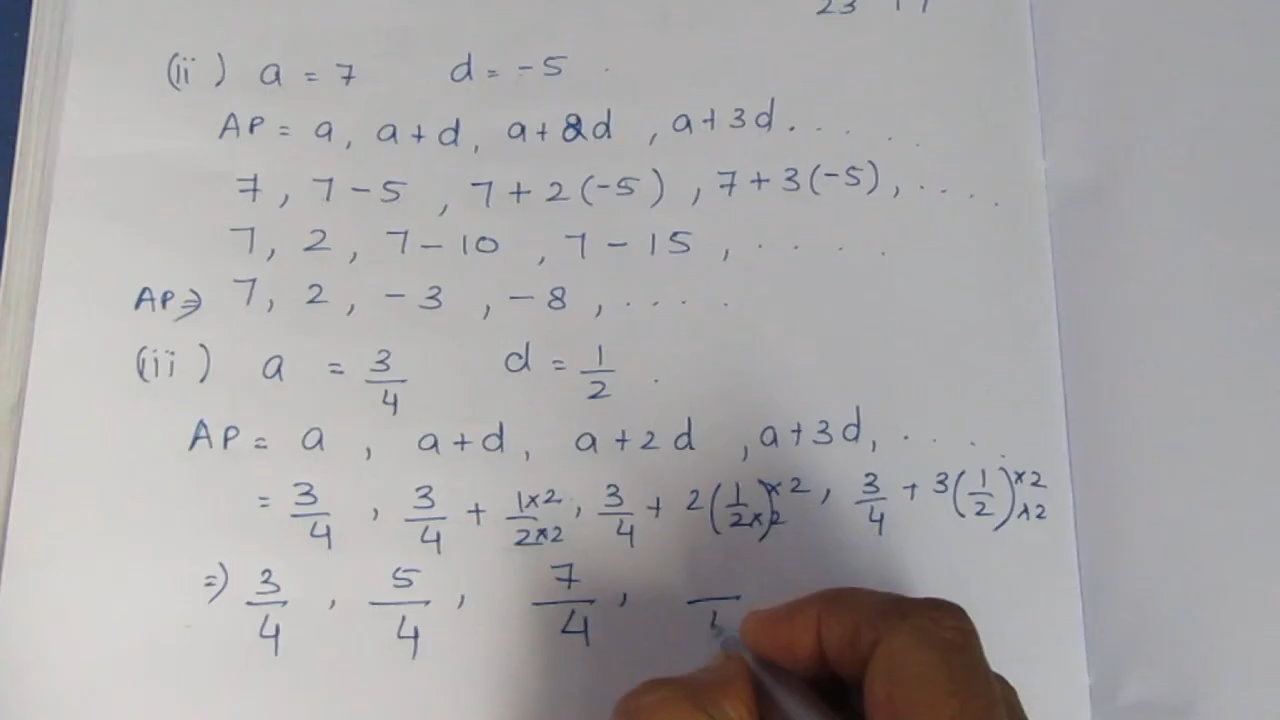 23 17
(ii) a = 7 d = -5 .
AP = a, a+d, a+2d, a+3d.....
7, 7-5, 7+2(-5), 7+3(-5), ....
7, 2, 7-10, 7-15, ....
AP⇒ 7, 2, -3, -8, ....
(iii) a = 3/4 d = 1/2 .
AP = a, a+d, a+2d, a+3d, ....
= 3/4, 3/4 + 1×2/2×2, 3/4 + 2(1/2×2)×2, 3/4 + 3(1/2)×2/×2
⇒) 3/4, 5/4, 7/4,